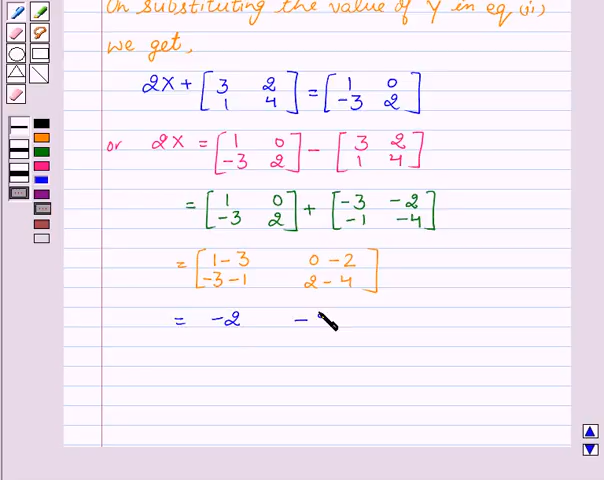 On substituting the value of Y in eq (ii),
we get,
2X + [3 2 1 4] = [1 0 -3 2]
or 2X = [1 0 -3 2] - [3 2 1 4]
= [1 0 -3 2] + [-3 -2 -1 -4]
= [1-3 0-2 -3-1 2-4]
= -2 -